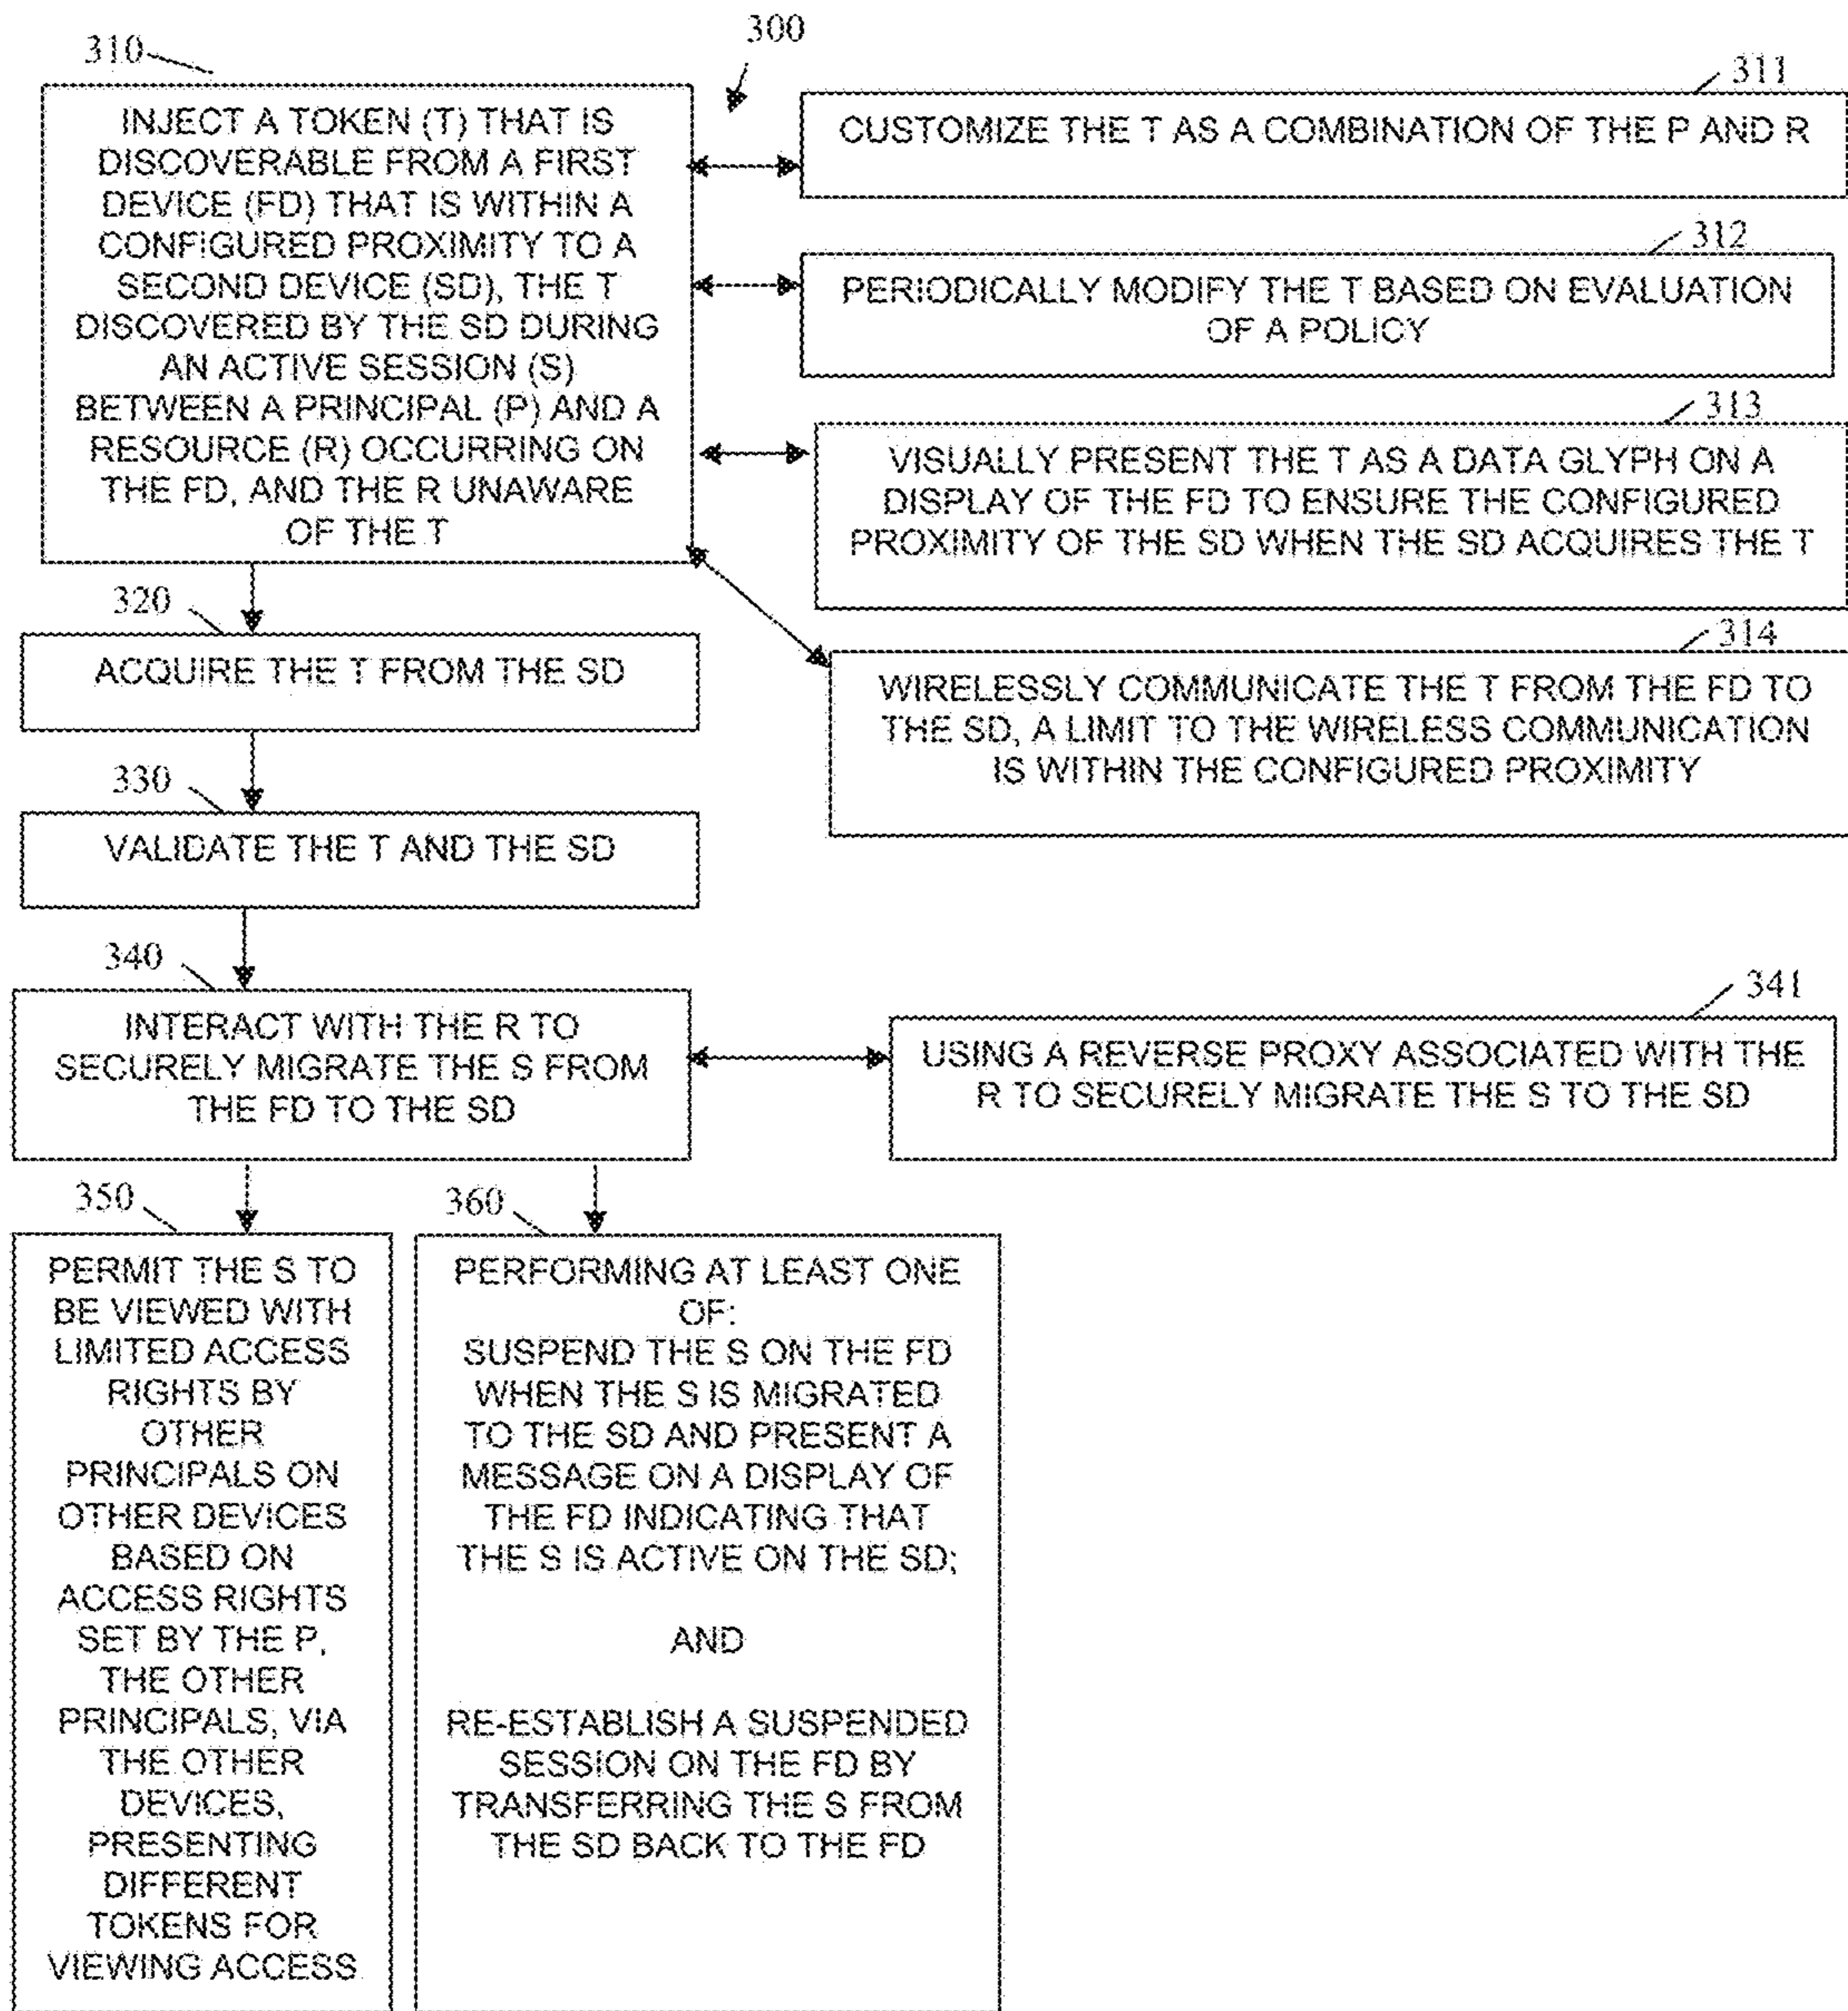 300
310
INJECT A TOKEN (T) THAT IS
DISCOVERABLE FROM A FIRST
DEVICE (FD) THAT IS WITHIN A
CONFIGURED PROXIMITY TO A
SECOND DEVICE (SD), THE T
DISCOVERED BY THE SD DURING
AN ACTIVE SESSION (S)
BETWEEN A PRINCIPAL (P) AND A
RESOURCE (R) OCCURRING ON
THE FD, AND THE R UNAWARE
OF THE T
311
CUSTOMIZE THE T AS A COMBINATION OF THE P AND R
312
PERIODICALLY MODIFY THE T BASED ON EVALUATION
OF A POLICY
313
VISUALLY PRESENT THE T AS A DATA GLYPH ON A
DISPLAY OF THE FD TO ENSURE THE CONFIGURED
PROXIMITY OF THE SD WHEN THE SD ACQUIRES THE T
314
WIRELESSLY COMMUNICATE THE T FROM THE FD TO
THE SD, A LIMIT TO THE WIRELESS COMMUNICATION
IS WITHIN THE CONFIGURED PROXIMITY
320
ACQUIRE THE T FROM THE SD
330
VALIDATE THE T AND THE SD
340
INTERACT WITH THE R TO
SECURELY MIGRATE THE S FROM
THE FD TO THE SD
341
USING A REVERSE PROXY ASSOCIATED WITH THE
R TO SECURELY MIGRATE THE S TO THE SD
350
PERMIT THE S TO
BE VIEWED WITH
LIMITED ACCESS
RIGHTS BY
OTHER
PRINCIPALS ON
OTHER DEVICES
BASED ON
ACCESS RIGHTS
SET BY THE P,
THE OTHER
PRINCIPALS, VIA
THE OTHER
DEVICES,
PRESENTING
DIFFERENT
TOKENS FOR
VIEWING ACCESS
360
PERFORMING AT LEAST ONE
OF:
SUSPEND THE S ON THE FD
WHEN THE S IS MIGRATED
TO THE SD AND PRESENT A
MESSAGE ON A DISPLAY OF
THE FD INDICATING THAT
THE S IS ACTIVE ON THE SD;
AND
RE-ESTABLISH A SUSPENDED
SESSION ON THE FD BY
TRANSFERRING THE S FROM
THE SD BACK TO THE FD